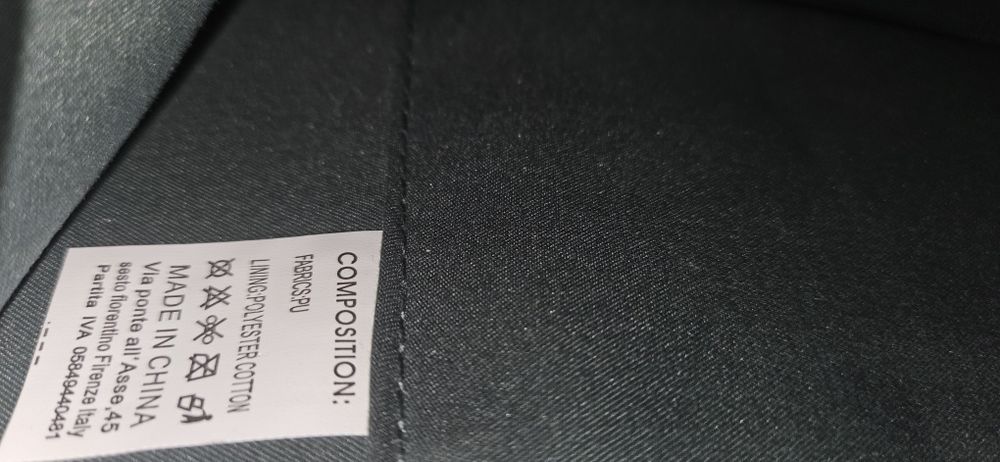 COMPOSITION:
FABRICS:PU
LINING:POLYESTER COTTON
MADE IN CHINA
Via ponte all'Asse ,45
sesto fiorentino Firenze Italy
Partita IVA 05849440481